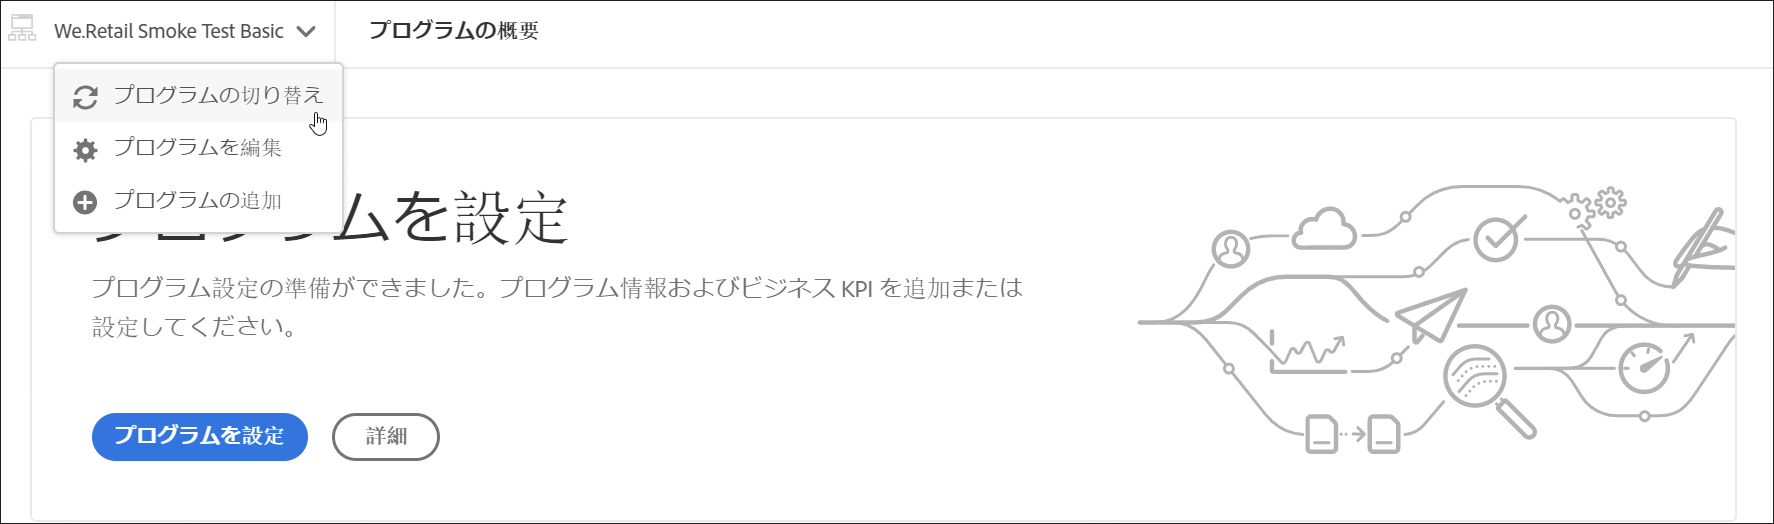 We.Retail Smoke Test Basic
プログラムの概要
プログラムの切り替え
プログラムを編集
プログラムの追加
プログラムを設定
プログラム設定の準備ができました。プログラム情報およびビジネス KPI を追加または
設定してください。
プログラムを設定
詳細